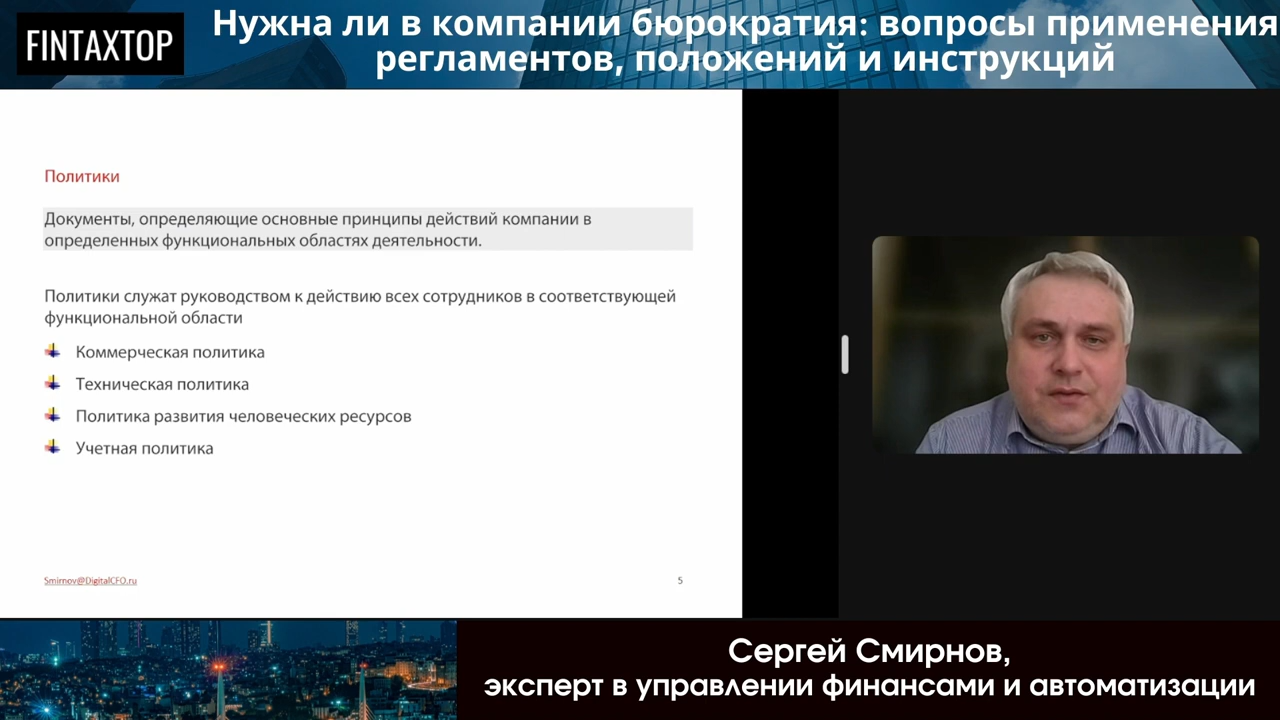 FINTAXTOP
Нужна ли в компании бюрократия: вопросы применения
регламентов, положений и инструкций
Политики
Документы, определяющие основные принципы действий компании в
определенных функциональных областях деятельности.
Политики служат руководством к действию всех сотрудников в соответствующей
функциональной области
Коммерческая политика
Техническая политика
Политика развития человеческих ресурсов
Учетная политика
Smirnov@DigitalCFO.ru
5
Сергей Смирнов,
эксперт в управлении финансами и автоматизации